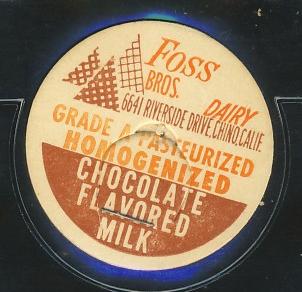 Foss
BROS.
DAIRY
6641 RIVERSIDE DRIVE, CHINO, CALIF.
GRADE A PASTEURIZED
HOMOGENIZED
CHOCOLATE
FLAVORED
MILK